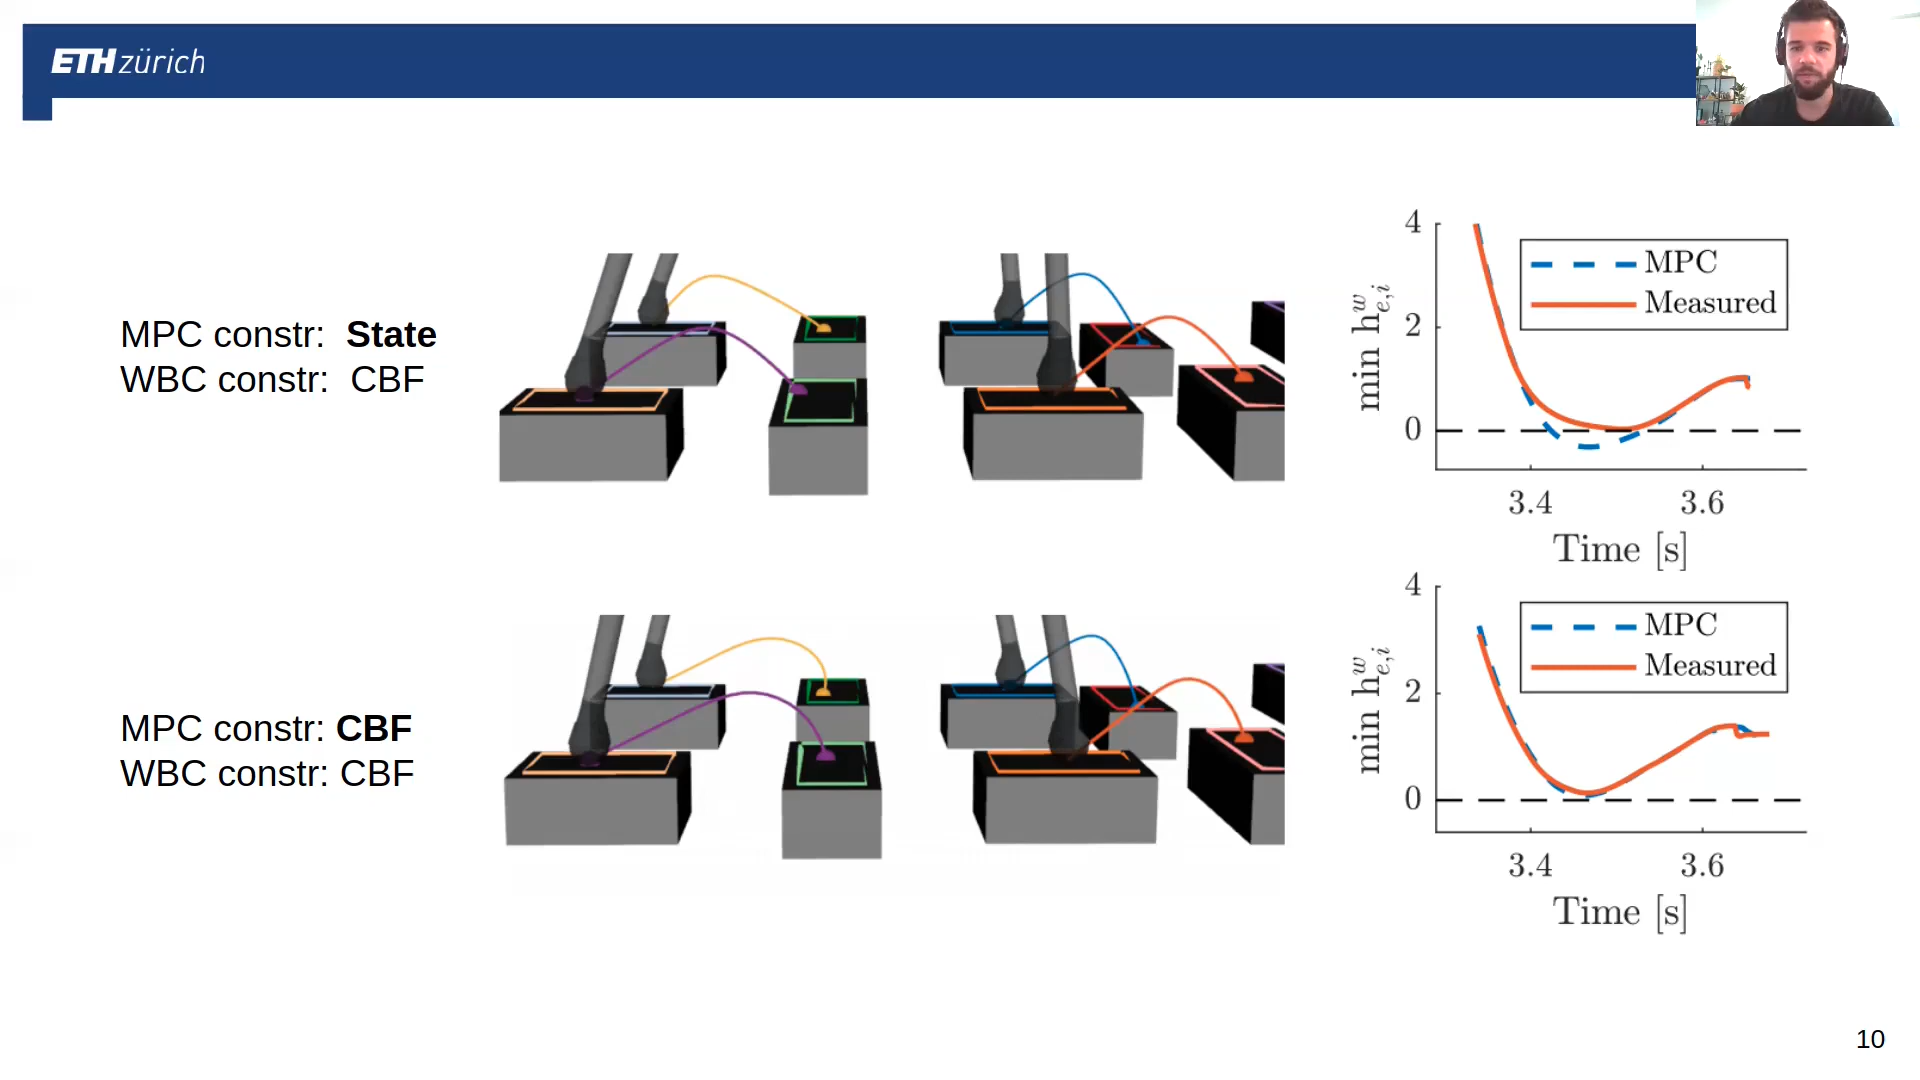 ETH zürich
MPC constr: State
WBC constr: CBF
4
2
0
min h^w_{e,i}
MPC
Measured
3.4 3.6
Time [s]
MPC constr: CBF
WBC constr: CBF
4
2
0
min h^w_{e,i}
MPC
Measured
3.4 3.6
Time [s]
10